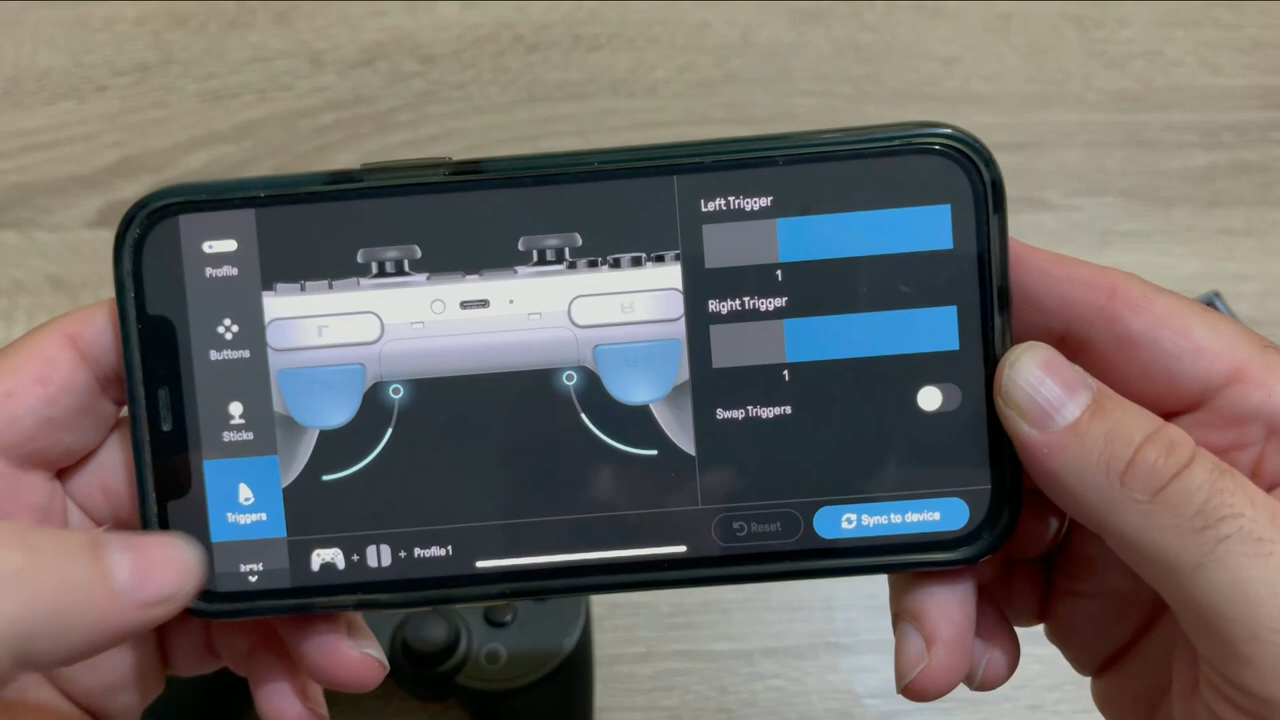 Profile
Buttons
Sticks
Triggers
L
R
Left Trigger
1
Right Trigger
1
Swap Triggers
Reset
Sync to device
+
+ Profile 1